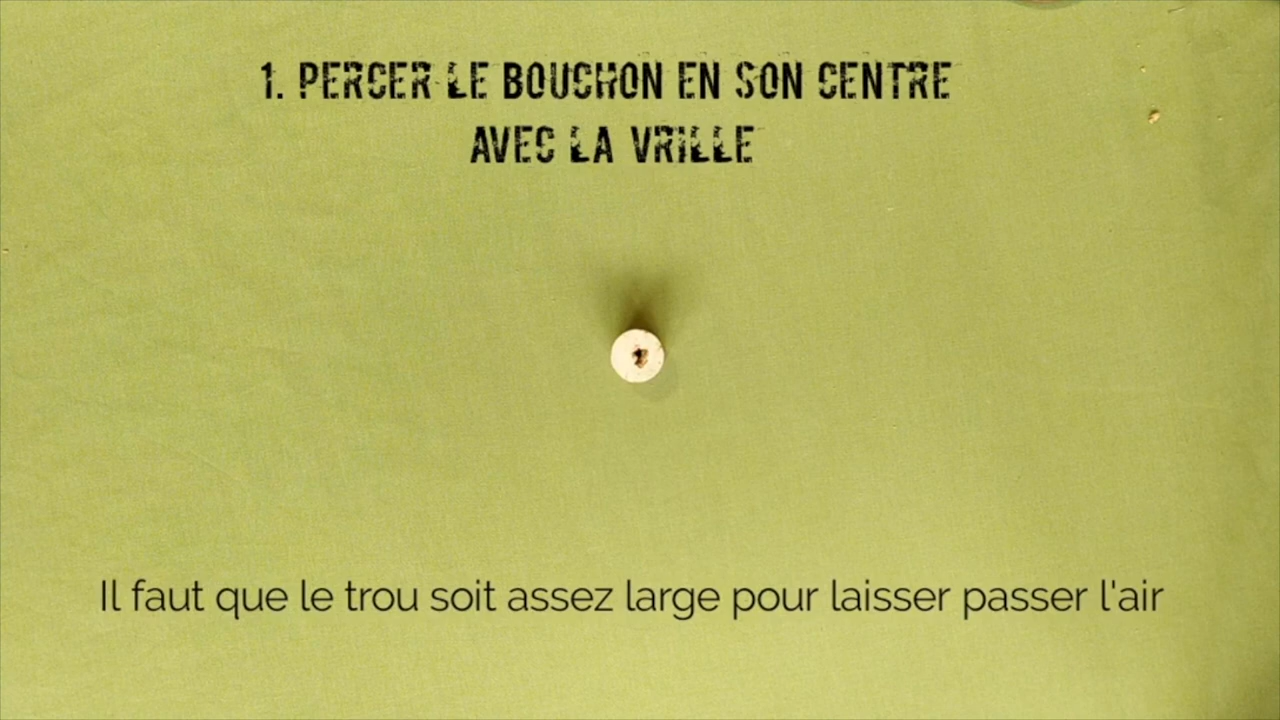 1. PERCER LE BOUCHON EN SON CENTRE
AVEC LA VRILLE
Il faut que le trou soit assez large pour laisser passer l'air